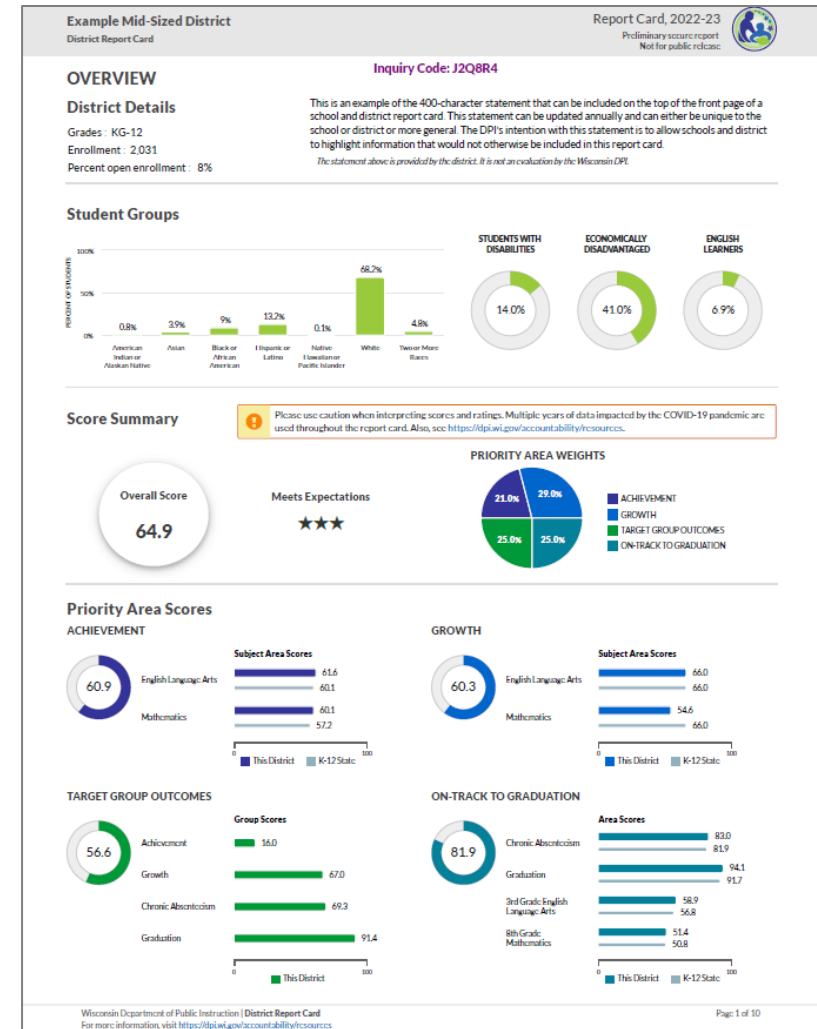 Example Mid-Sized District
District Report Card
Report Card, 2022-23
Preliminary secure report
Not for public release
OVERVIEW
Inquiry Code: J2Q8R4
District Details
Grades : KG-12
Enrollment : 2,031
Percent open enrollment : 8%
This is an example of the 400-character statement that can be included on the top of the front page of a
school and district report card. This statement can be updated annually and can either be unique to the
school or district or more general. The DPI's intention with this statement is to allow schools and district
to highlight information that would not otherwise be included in this report card.
The statement above is provided by the district. It is not an evaluation by the Wisconsin DPI.
Student Groups
PERCENT OF STUDENTS
100%
50%
0%
0.8%
3.9%
9%
13.2%
0.1%
68.2%
4.8%
American
Indian or
Alaskan Native
Asian
Black or
African
American
Hispanic or
Latino
Native
Hawaiian or
Pacific Islander
White
Two or More
Races
STUDENTS WITH
DISABILITIES
14.0%
ECONOMICALLY
DISADVANTAGED
41.0%
ENGLISH
LEARNERS
6.9%
Score Summary
Please use caution when interpreting scores and ratings. Multiple years of data impacted by the COVID-19 pandemic are
used throughout the report card. Also, see https://dpi.wi.gov/accountability/resources.
Overall Score
64.9
Meets Expectations
★★★
PRIORITY AREA WEIGHTS
21.0%
29.0%
25.0%
25.0%
ACHIEVEMENT
GROWTH
TARGET GROUP OUTCOMES
ON-TRACK TO GRADUATION
Priority Area Scores
ACHIEVEMENT
60.9
Subject Area Scores
English Language Arts
61.6
60.1
Mathematics
60.1
57.2
0
100
This District
K-12 State
GROWTH
60.3
Subject Area Scores
English Language Arts
66.0
66.0
Mathematics
54.6
66.0
0
100
This District
K-12 State
TARGET GROUP OUTCOMES
56.6
Group Scores
Achievement
16.0
Growth
67.0
Chronic Absenteeism
69.3
Graduation
91.4
0
100
This District
ON-TRACK TO GRADUATION
81.9
Area Scores
Chronic Absenteeism
83.0
81.9
Graduation
94.1
91.7
3rd Grade English
Language Arts
58.9
56.8
8th Grade
Mathematics
51.4
50.8
0
100
This District
K-12 State
Wisconsin Department of Public Instruction | District Report Card
For more information, visit https://dpi.wi.gov/accountability/resources
Page 1 of 10